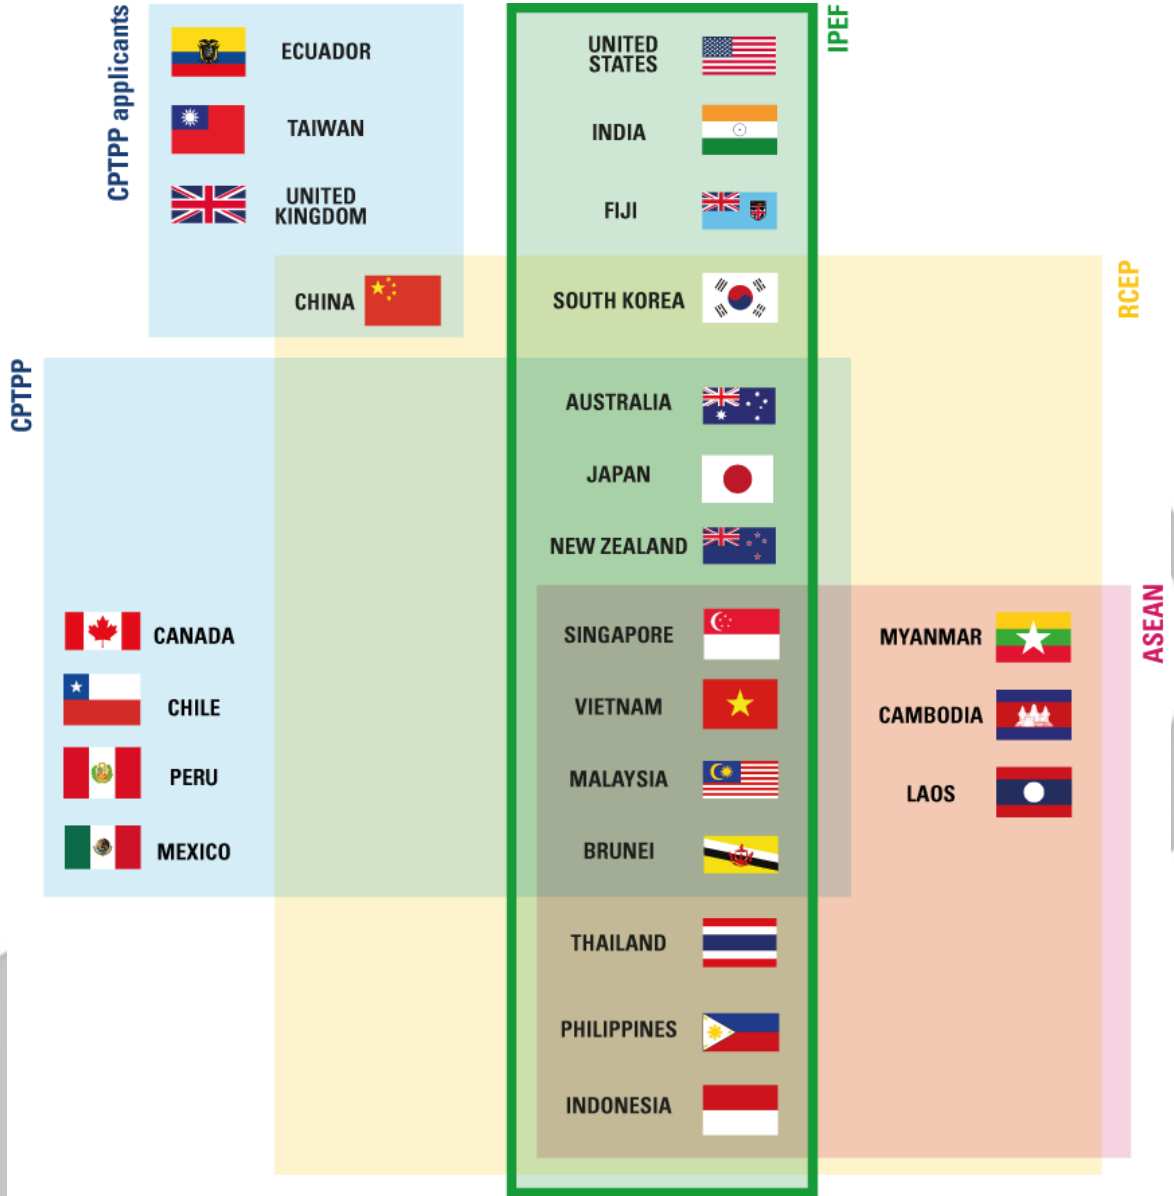 CPTPP applicants
ECUADOR
TAIWAN
UNITED
KINGDOM
CHINA
IPEF
UNITED
STATES
INDIA
FIJI
SOUTH KOREA
RCEP
CPTPP
AUSTRALIA
JAPAN
NEW ZEALAND
SINGAPORE
VIETNAM
MALAYSIA
BRUNEI
THAILAND
PHILIPPINES
INDONESIA
CANADA
CHILE
PERU
MEXICO
ASEAN
MYANMAR
CAMBODIA
LAOS